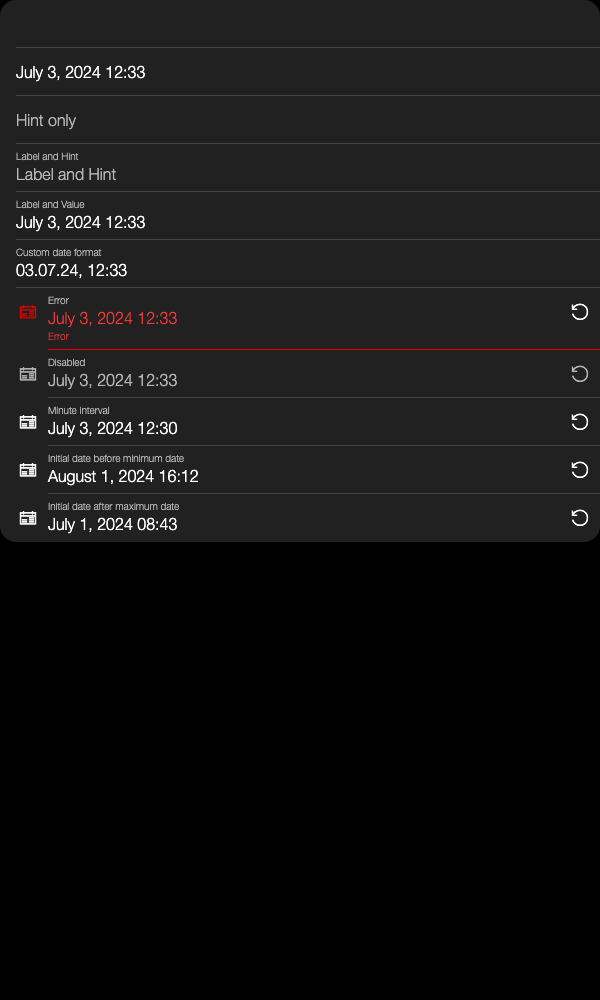 July 3, 2024 12:33
Hint only
Label and Hint
Label and Hint
Label and Value
July 3, 2024 12:33
Custom date format
03.07.24, 12:33
Error
July 3, 2024 12:33
Error
Disabled
July 3, 2024 12:33
Minute interval
July 3, 2024 12:30
Initial date before minimum date
August 1, 2024 16:12
Initial date after maximum date
July 1, 2024 08:43